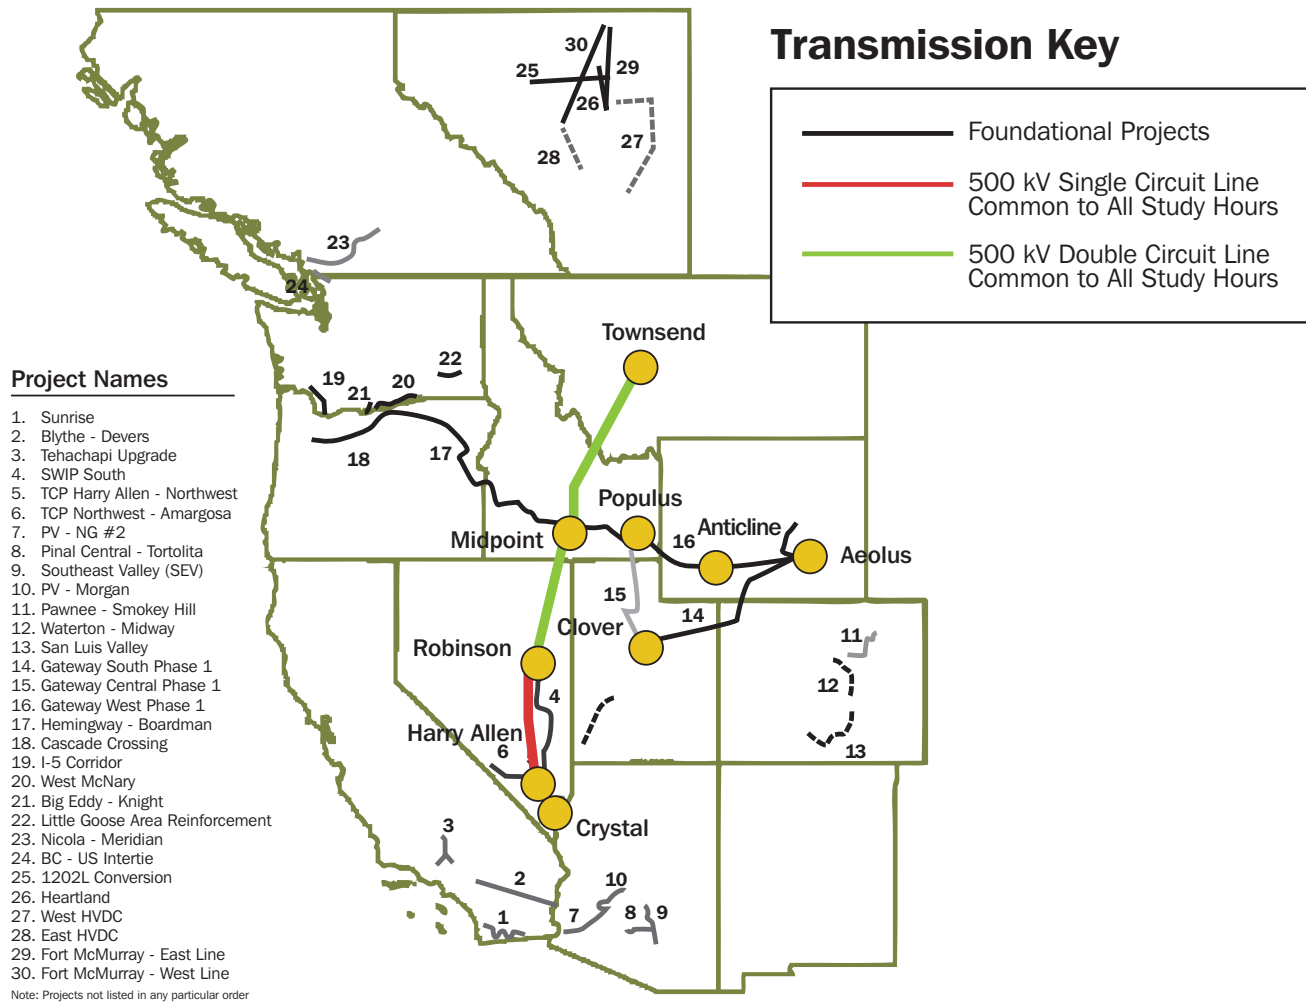 Transmission Key
Foundational Projects
500 kV Single Circuit Line
Common to All Study Hours
500 kV Double Circuit Line
Common to All Study Hours
30
25
29
26
27
28
23
24
Townsend
22
19
21
20
17
18
Populus
Midpoint
16
Anticline
Aeolus
15
14
Clover
Robinson
11
12
4
Harry Allen
6
13
Crystal
3
2
10
1
7
8
9
Project Names
1. Sunrise
2. Blythe - Devers
3. Tehachapi Upgrade
4. SWIP South
5. TCP Harry Allen - Northwest
6. TCP Northwest - Amargosa
7. PV - NG #2
8. Pinal Central - Tortolita
9. Southeast Valley (SEV)
10. PV - Morgan
11. Pawnee - Smokey Hill
12. Waterton - Midway
13. San Luis Valley
14. Gateway South Phase 1
15. Gateway Central Phase 1
16. Gateway West Phase 1
17. Hemingway - Boardman
18. Cascade Crossing
19. I-5 Corridor
20. West McNary
21. Big Eddy - Knight
22. Little Goose Area Reinforcement
23. Nicola - Meridian
24. BC - US Intertie
25. 1202L Conversion
26. Heartland
27. West HVDC
28. East HVDC
29. Fort McMurray - East Line
30. Fort McMurray - West Line
Note: Projects not listed in any particular order